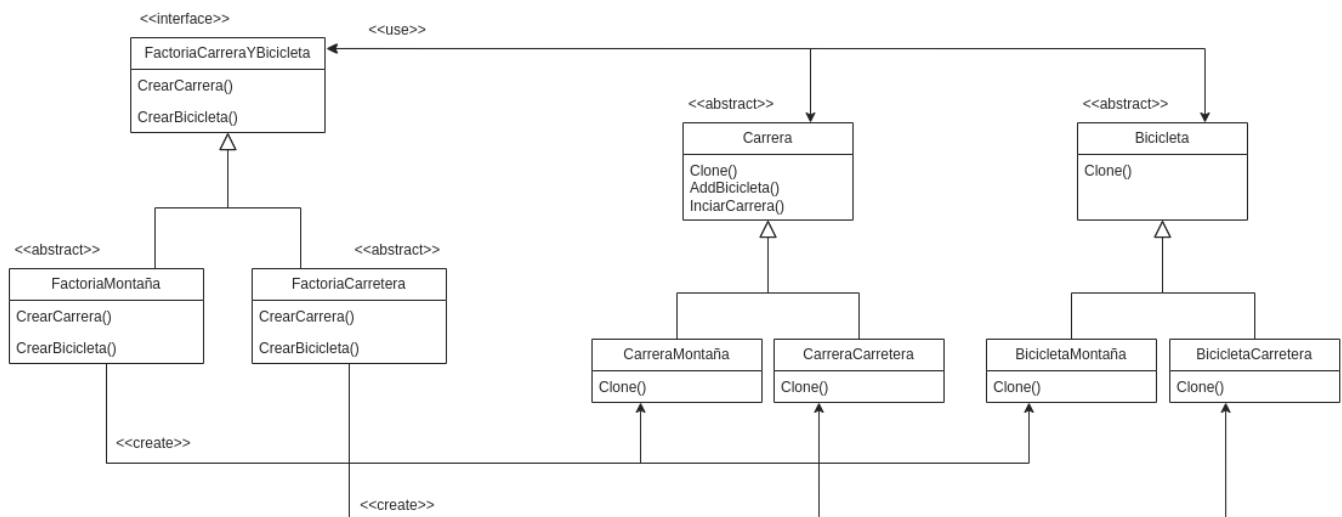 <<interface>>
<<use>>
FactoriaCarreraYBicicleta
CrearCarrera()
CrearBicicleta()
<<abstract>>
Carrera
Clone()
AddBicicleta()
InciarCarrera()
<<abstract>>
Bicicleta
Clone()
<<abstract>>
FactoriaMontaña
CrearCarrera()
CrearBicicleta()
<<abstract>>
FactoriaCarretera
CrearCarrera()
CrearBicicleta()
CarreraMontaña
Clone()
CarreraCarretera
Clone()
BicicletaMontaña
Clone()
BicicletaCarretera
Clone()
<<create>>
<<create>>